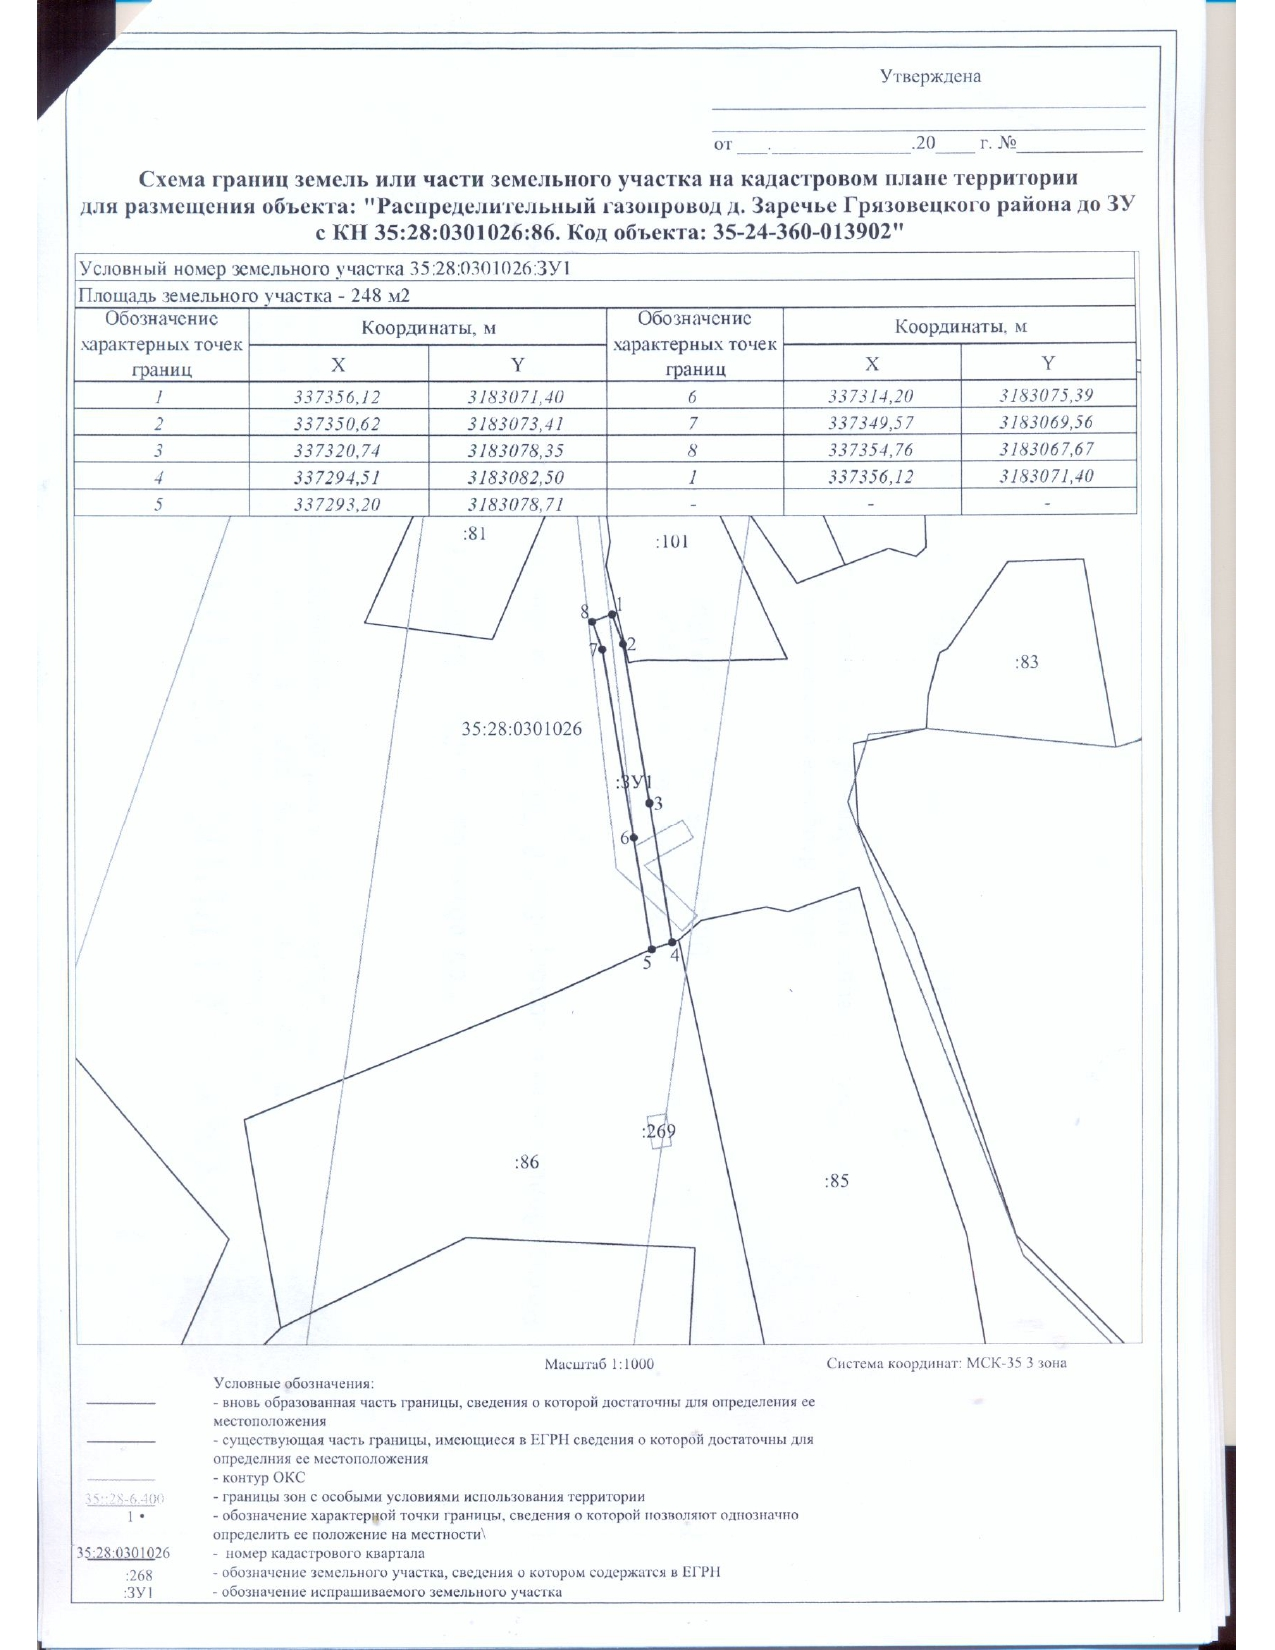 Утверждена
от ___.______________.20____ г. №_____________
Схема границ земель или части земельного участка на кадастровом плане территории
для размещения объекта: "Распределительный газопровод д. Заречье Грязовецкого района до ЗУ
с КН 35:28:0301026:86. Код объекта: 35-24-360-013902"
Условный номер земельного участка 35:28:0301026:ЗУ1
Площадь земельного участка - 248 м2
Обозначение характерных точек границ | Координаты, м | Обозначение характерных точек границ | Координаты, м
X | Y | X | Y
1 | 337356,12 | 3183071,40 | 6 | 337314,20 | 3183075,39
2 | 337350,62 | 3183073,41 | 7 | 337349,57 | 3183069,56
3 | 337320,74 | 3183078,35 | 8 | 337354,76 | 3183067,67
4 | 337294,51 | 3183082,50 | 1 | 337356,12 | 3183071,40
5 | 337293,20 | 3183078,71 | - | - | -
:81
:101
8
1
7
2
:83
35:28:0301026
:ЗУ1
3
6
5
4
:269
:86
:85
Масштаб 1:1000
Система координат: МСК-35 3 зона
Условные обозначения:
- вновь образованная часть границы, сведения о которой достаточны для определения ее
местоположения
- существующая часть границы, имеющиеся в ЕГРН сведения о которой достаточны для
определния ее местоположения
- контур ОКС
35::28-6.400 - границы зон с особыми условиями использования территории
1 • - обозначение характерной точки границы, сведения о которой позволяют однозначно
определить ее положение на местности\
35:28:0301026 - номер кадастрового квартала
:268 - обозначение земельного участка, сведения о котором содержатся в ЕГРН
:ЗУ1 - обозначение испрашиваемого земельного участка